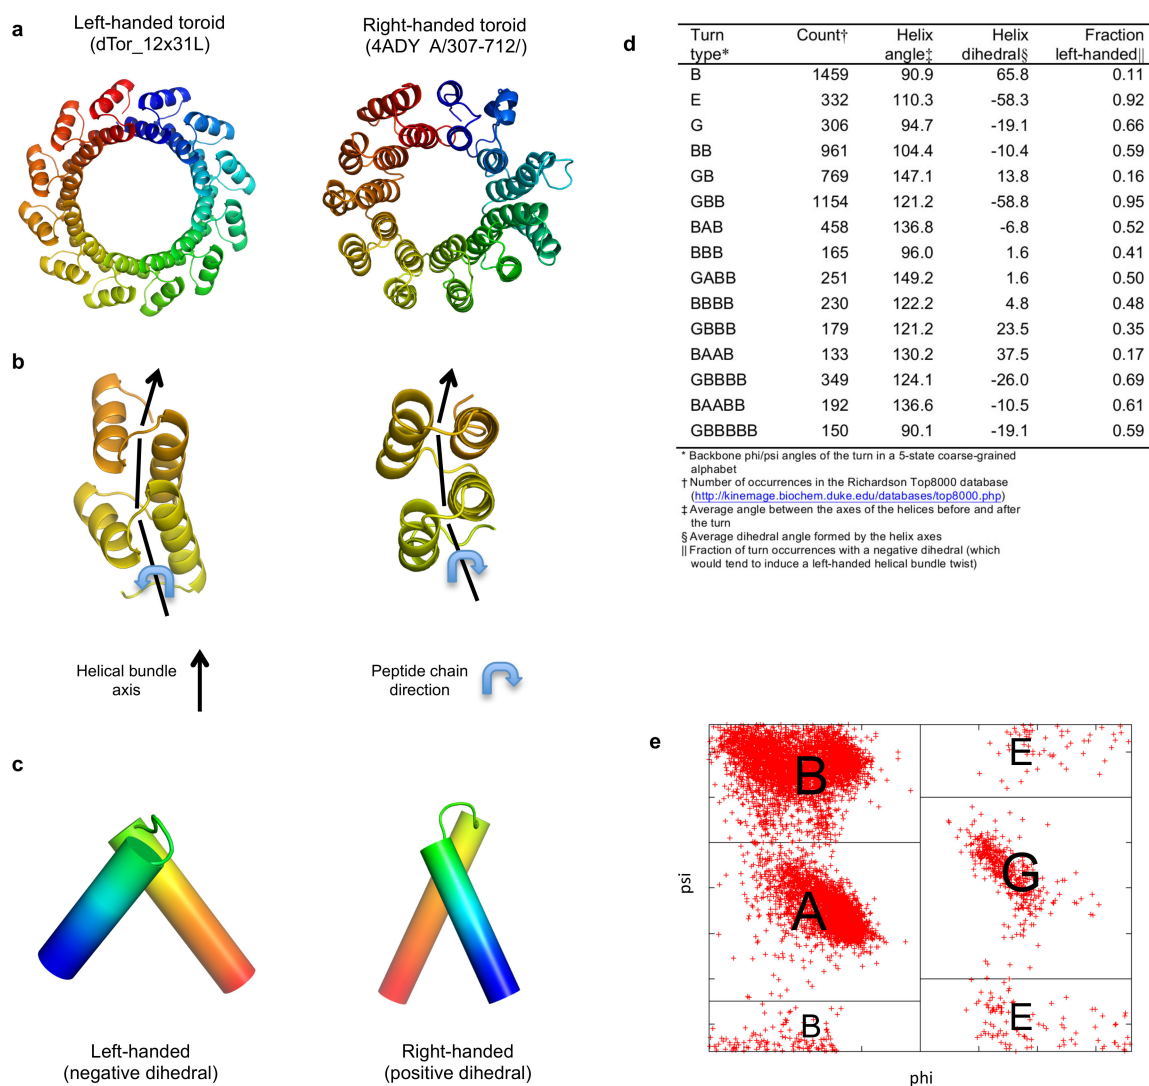 a
Left-handed toroid
(dTor_12x31L)
Right-handed toroid
(4ADY A/307-712/)
b
Helical bundle
axis
Peptide chain
direction
c
Left-handed
(negative dihedral)
Right-handed
(positive dihedral)
d
Turn type* Count† Helix angle‡ Helix dihedral§ Fraction left-handed||
B 1459 90.9 65.8 0.11
E 332 110.3 -58.3 0.92
G 306 94.7 -19.1 0.66
BB 961 104.4 -10.4 0.59
GB 769 147.1 13.8 0.16
GBB 1154 121.2 -58.8 0.95
BAB 458 136.8 -6.8 0.52
BBB 165 96.0 1.6 0.41
GABB 251 149.2 1.6 0.50
BBBB 230 122.2 4.8 0.48
GBBB 179 121.2 23.5 0.35
BAAB 133 130.2 37.5 0.17
GBBBB 349 124.1 -26.0 0.69
BAABB 192 136.6 -10.5 0.61
GBBBBB 150 90.1 -19.1 0.59
* Backbone phi/psi angles of the turn in a 5-state coarse-grained
alphabet
† Number of occurrences in the Richardson Top8000 database
(http://kinemage.biochem.duke.edu/databases/top8000.php)
‡ Average angle between the axes of the helices before and after
the turn
§ Average dihedral angle formed by the helix axes
|| Fraction of turn occurrences with a negative dihedral (which
would tend to induce a left-handed helical bundle twist)
e
B
E
G
A
E
B
psi
phi